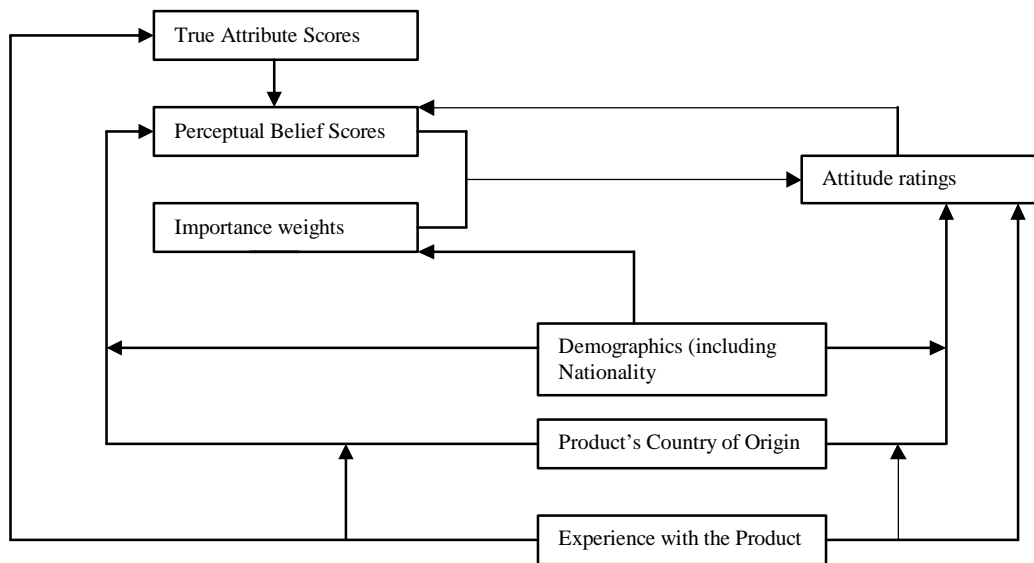 True Attribute Scores
Perceptual Belief Scores
Attitude ratings
Importance weights
Demographics (including
Nationality
Product’s Country of Origin
Experience with the Product